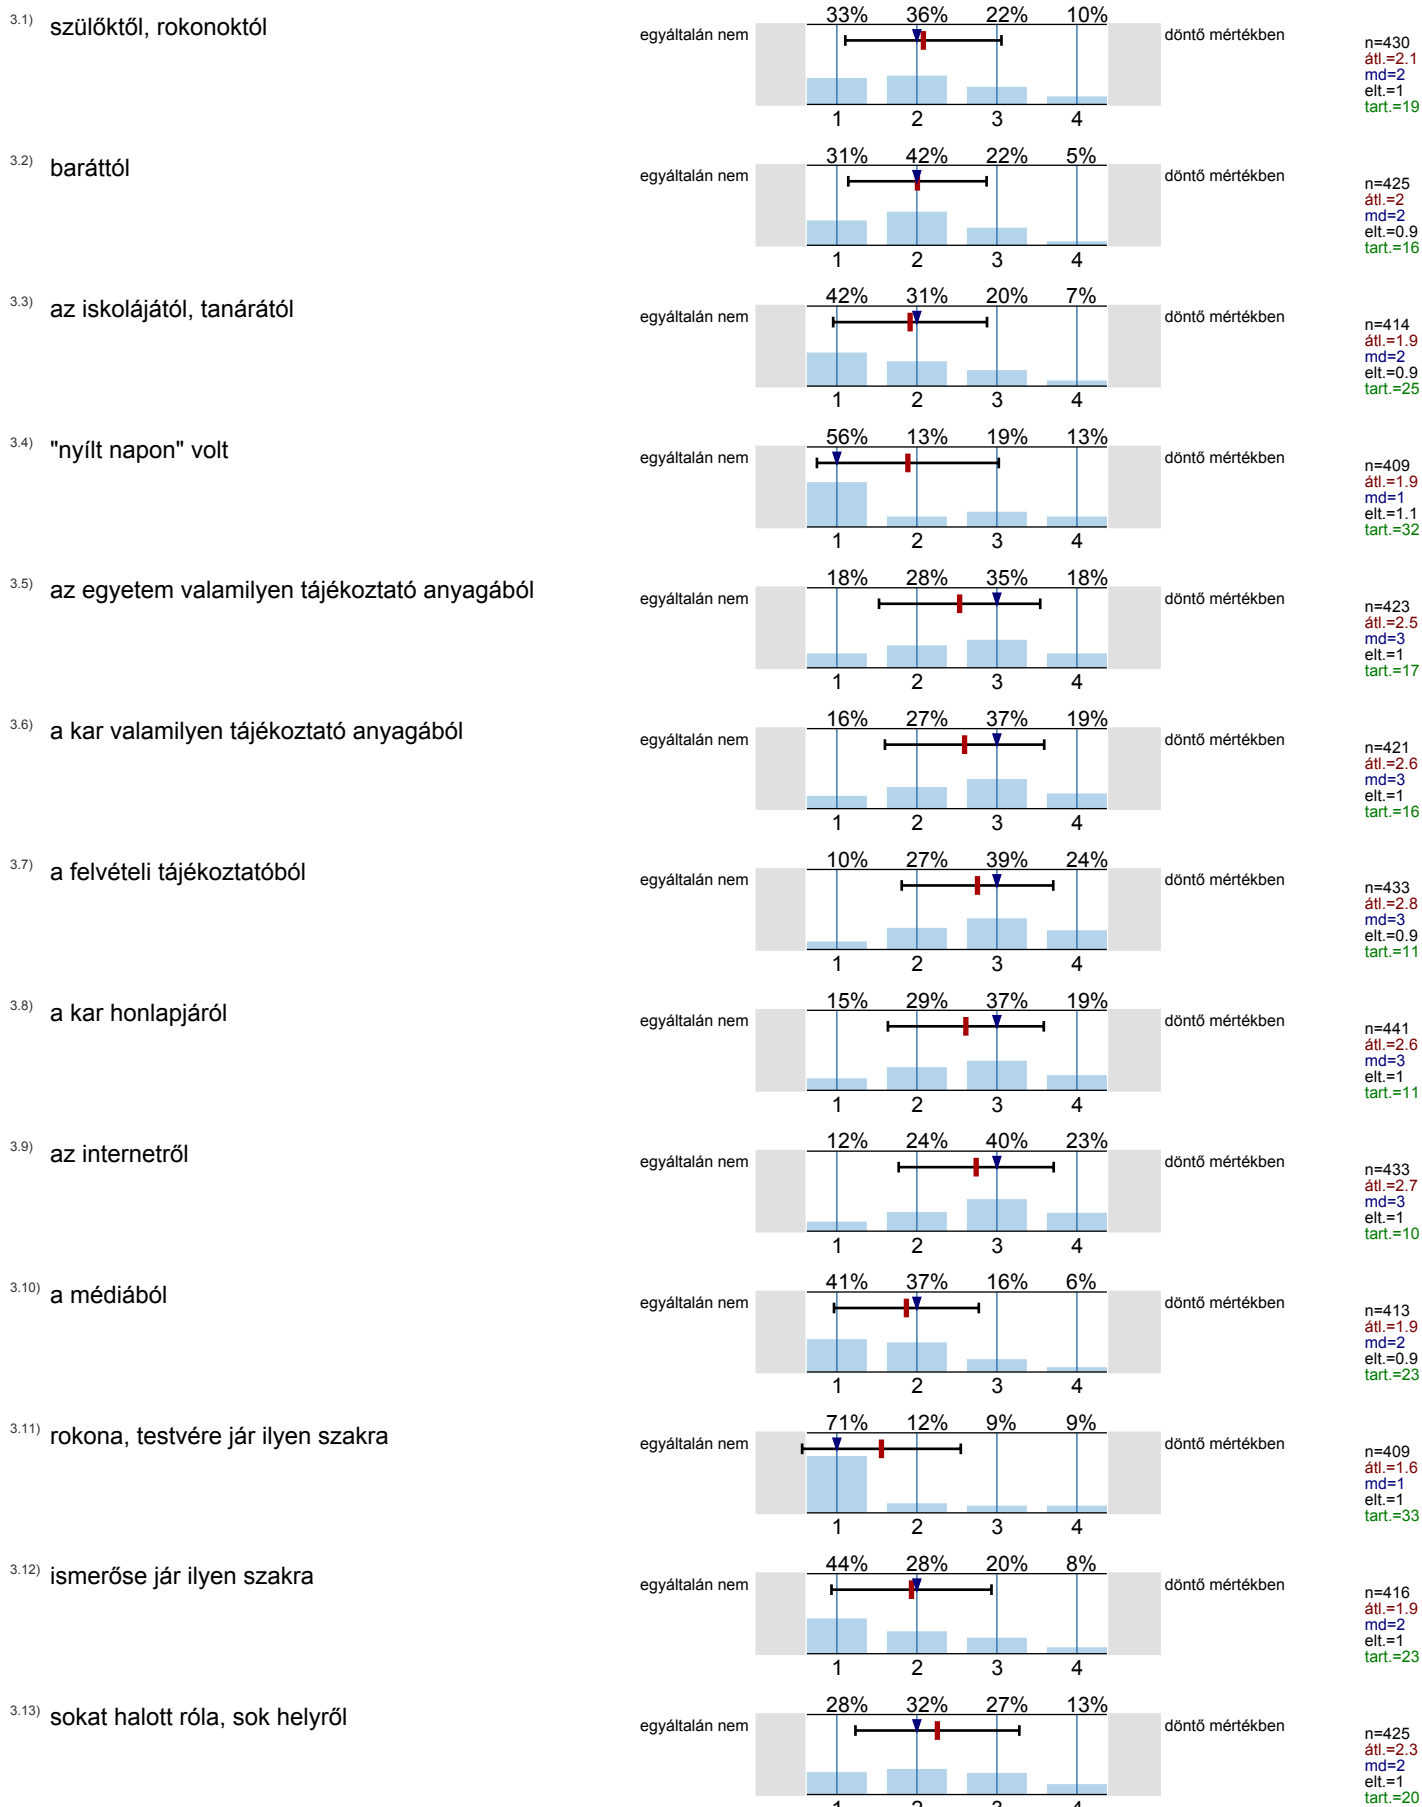 3.1) szülőktől, rokonoktól
egyáltalán nem
33% 36% 22% 10%
1 2 3 4
döntő mértékben
n=430
átl.=2.1
md=2
elt.=1
tart.=19
3.2) baráttól
egyáltalán nem
31% 42% 22% 5%
1 2 3 4
döntő mértékben
n=425
átl.=2
md=2
elt.=0.9
tart.=16
3.3) az iskolájától, tanárától
egyáltalán nem
42% 31% 20% 7%
1 2 3 4
döntő mértékben
n=414
átl.=1.9
md=2
elt.=0.9
tart.=25
3.4) "nyílt napon" volt
egyáltalán nem
56% 13% 19% 13%
1 2 3 4
döntő mértékben
n=409
átl.=1.9
md=1
elt.=1.1
tart.=32
3.5) az egyetem valamilyen tájékoztató anyagából
egyáltalán nem
18% 28% 35% 18%
1 2 3 4
döntő mértékben
n=423
átl.=2.5
md=3
elt.=1
tart.=17
3.6) a kar valamilyen tájékoztató anyagából
egyáltalán nem
16% 27% 37% 19%
1 2 3 4
döntő mértékben
n=421
átl.=2.6
md=3
elt.=1
tart.=16
3.7) a felvételi tájékoztatóból
egyáltalán nem
10% 27% 39% 24%
1 2 3 4
döntő mértékben
n=433
átl.=2.8
md=3
elt.=0.9
tart.=11
3.8) a kar honlapjáról
egyáltalán nem
15% 29% 37% 19%
1 2 3 4
döntő mértékben
n=441
átl.=2.6
md=3
elt.=1
tart.=11
3.9) az internetről
egyáltalán nem
12% 24% 40% 23%
1 2 3 4
döntő mértékben
n=433
átl.=2.7
md=3
elt.=1
tart.=10
3.10) a médiából
egyáltalán nem
41% 37% 16% 6%
1 2 3 4
döntő mértékben
n=413
átl.=1.9
md=2
elt.=0.9
tart.=23
3.11) rokona, testvére jár ilyen szakra
egyáltalán nem
71% 12% 9% 9%
1 2 3 4
döntő mértékben
n=409
átl.=1.6
md=1
elt.=1
tart.=33
3.12) ismerőse jár ilyen szakra
egyáltalán nem
44% 28% 20% 8%
1 2 3 4
döntő mértékben
n=416
átl.=1.9
md=2
elt.=1
tart.=23
3.13) sokat halott róla, sok helyről
egyáltalán nem
28% 32% 27% 13%
1 2 3 4
döntő mértékben
n=425
átl.=2.3
md=2
elt.=1
tart.=20